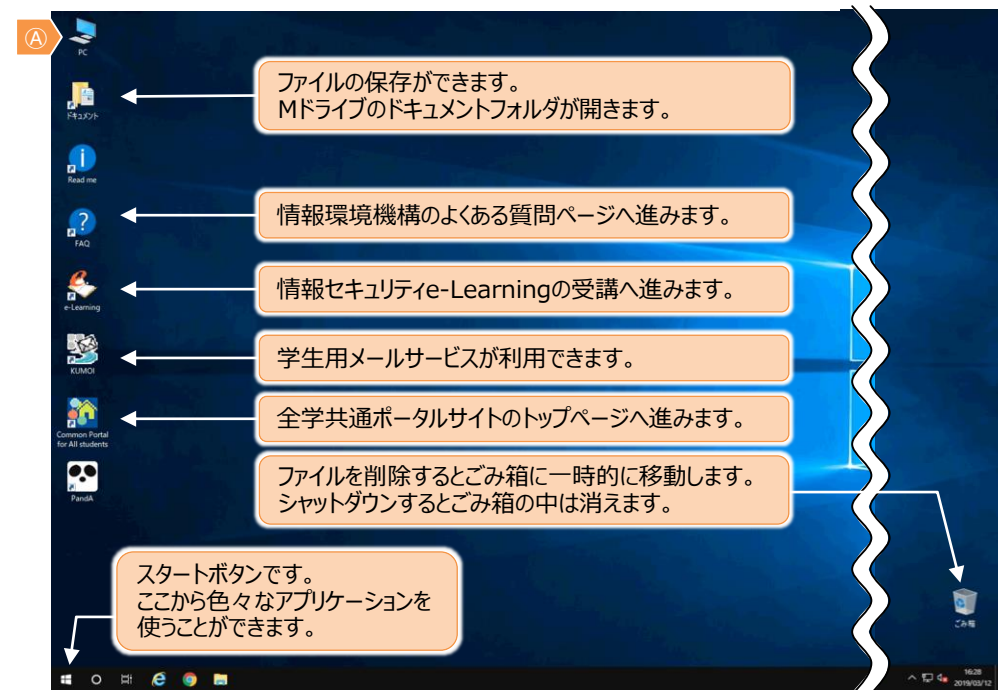 Ⓐ
PC
ドキュメント
ファイルの保存ができます。
Mドライブのドキュメントフォルダが開きます。
Read me
FAQ
情報環境機構のよくある質問ページへ進みます。
e-Learning
情報セキュリティe-Learningの受講へ進みます。
KUMOI
学生用メールサービスが利用できます。
Common Portal
for All students
全学共通ポータルサイトのトップページへ進みます。
PandA
ファイルを削除するとごみ箱に一時的に移動します。
シャットダウンするとごみ箱の中は消えます。
スタートボタンです。
ここから色々なアプリケーションを
使うことができます。
ごみ箱
16:28
2019/03/12